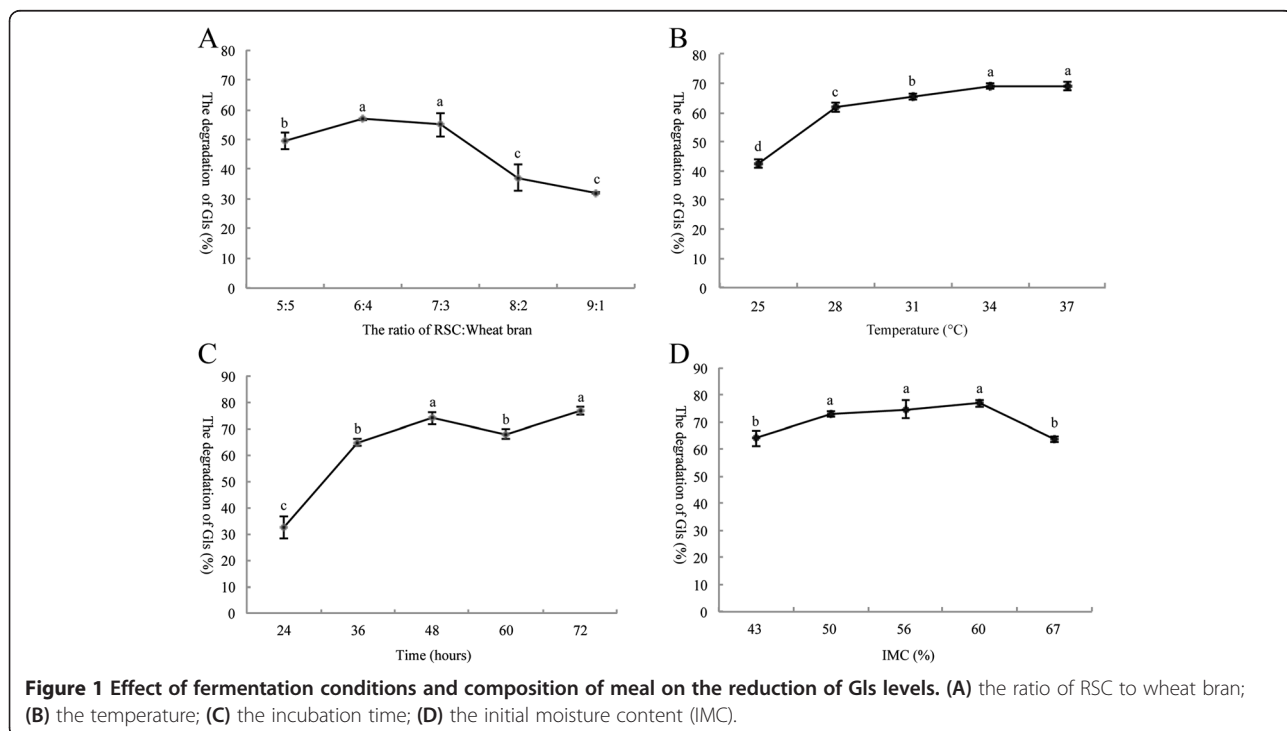 A
The degradation of Gls (%)
80
70
60
50
40
30
20
10
0
b
a
a
c
c
5:5 6:4 7:3 8:2 9:1
The ratio of RSC:Wheat bran
B
The degradation of Gls (%)
80
70
60
50
40
30
20
10
0
d
c
b
a
a
25 28 31 34 37
Temperature (°C)
C
The degradation of Gls (%)
90
80
70
60
50
40
30
20
10
0
c
b
a
b
a
24 36 48 60 72
Time (hours)
D
The degradation of Gls (%)
90
80
70
60
50
40
30
20
10
0
b
a
a
a
b
43 50 56 60 67
IMC (%)
Figure 1 Effect of fermentation conditions and composition of meal on the reduction of Gls levels. (A) the ratio of RSC to wheat bran;
(B) the temperature; (C) the incubation time; (D) the initial moisture content (IMC).